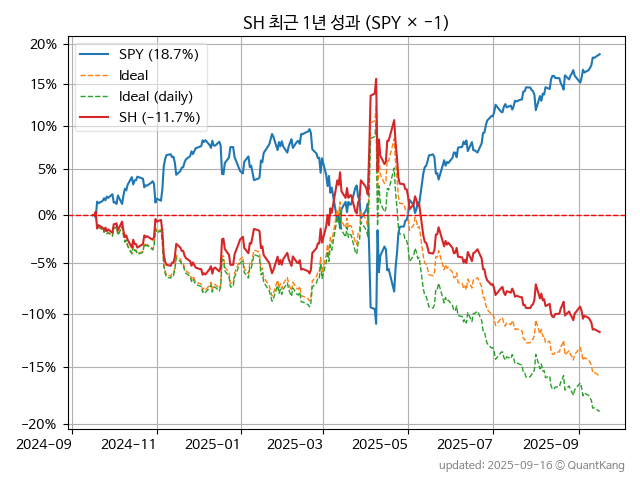 SH 최근 1년 성과 (SPY × −1)
SPY (18.7%)
Ideal
Ideal (daily)
SH (−11.7%)
20%
15%
10%
5%
0%
−5%
−10%
−15%
−20%
2024-09
2024-11
2025-01
2025-03
2025-05
2025-07
2025-09
updated: 2025-09-16 © QuantKang